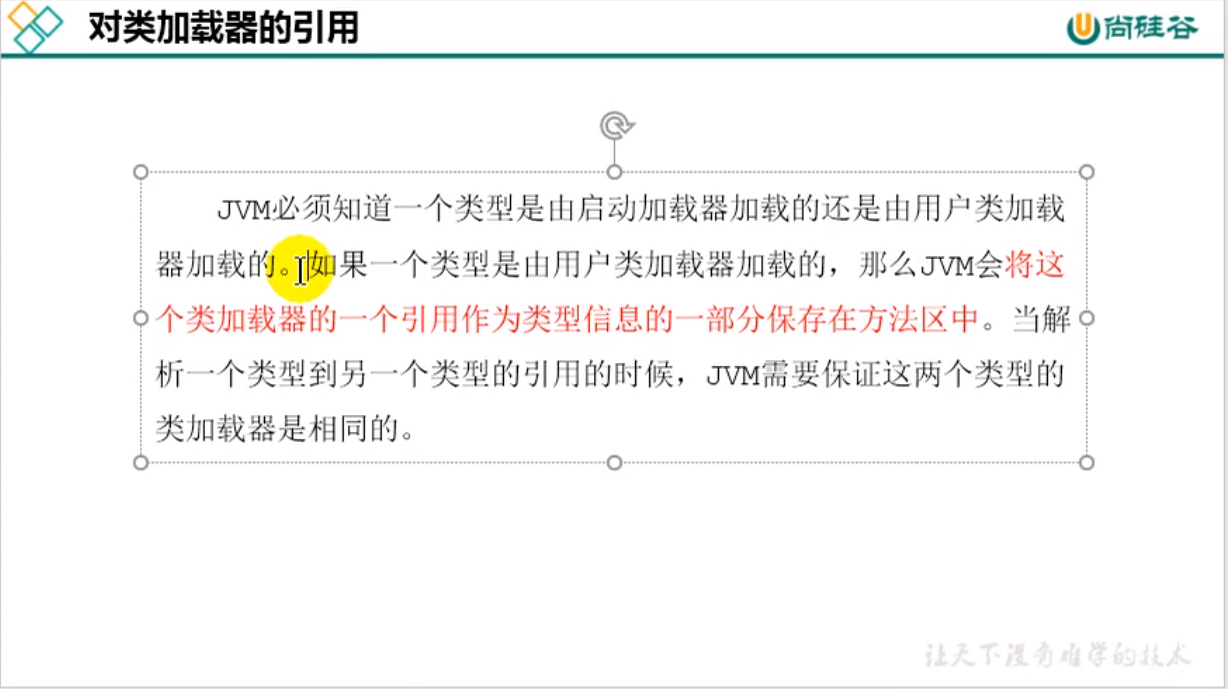 对类加载器的引用
尚硅谷
JVM必须知道一个类型是由启动加载器加载的还是由用户类加载
器加载的。如果一个类型是由用户类加载器加载的，那么JVM会将这
个类加载器的一个引用作为类型信息的一部分保存在方法区中。当解
析一个类型到另一个类型的引用的时候，JVM需要保证这两个类型的
类加载器是相同的。
让天下没有难学的技术